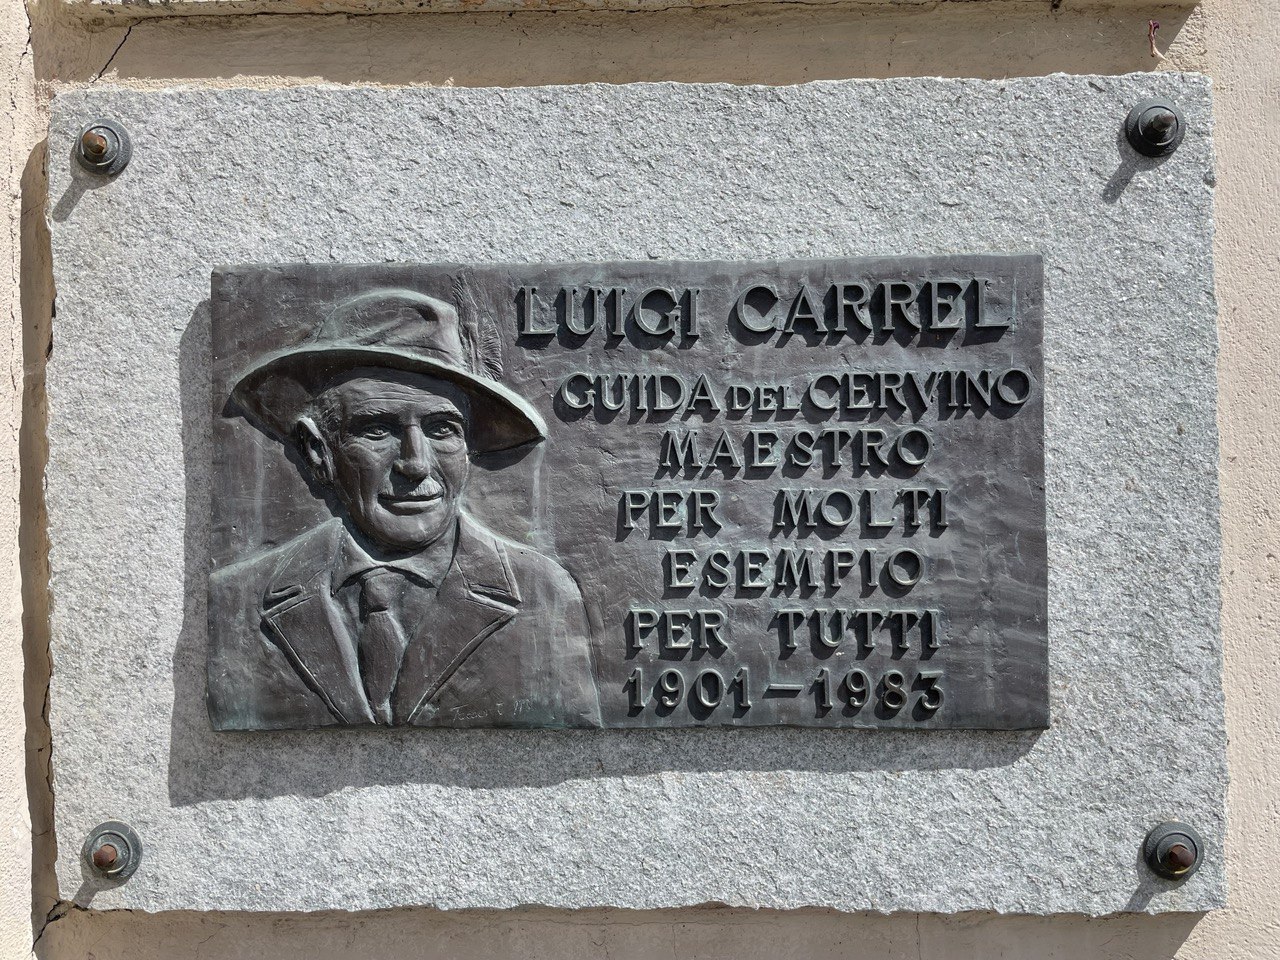 LUIGI CARREL
GUIDA DEL CERVINO
MAESTRO
PER MOLTI
ESEMPIO
PER TUTTI
1901–1983